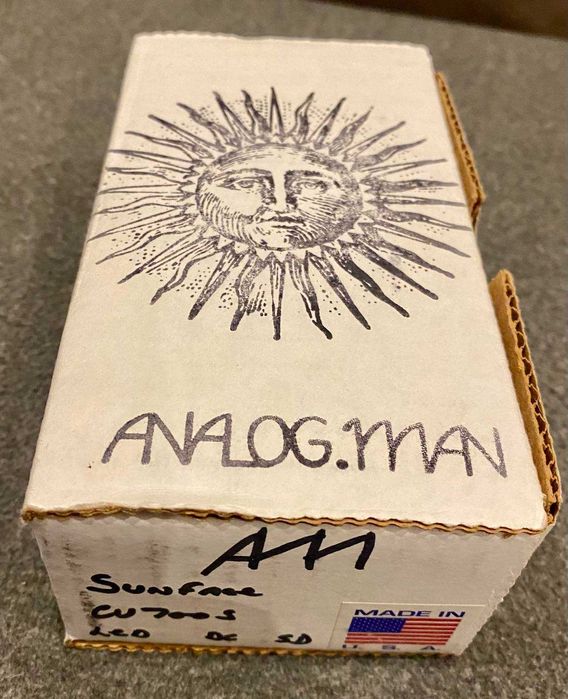 ANALOG.MAN
AM
SUNFACE
CV7003
LED DC SD
MADE IN
U.S.A